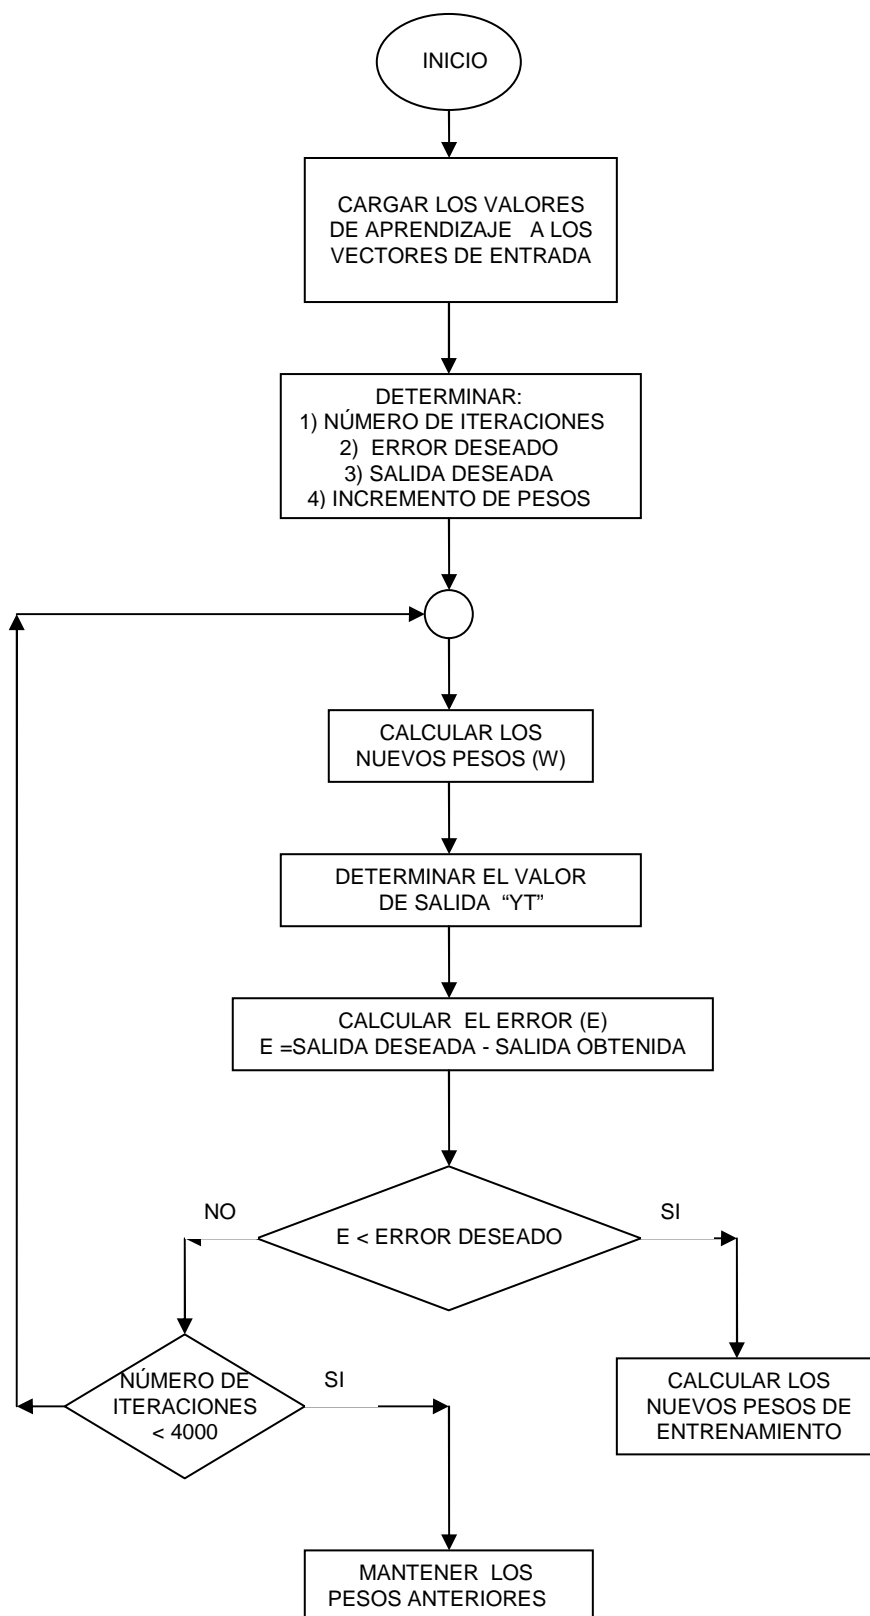 INICIO
CARGAR LOS VALORES
DE APRENDIZAJE A LOS
VECTORES DE ENTRADA
DETERMINAR:
1) NÚMERO DE ITERACIONES
2) ERROR DESEADO
3) SALIDA DESEADA
4) INCREMENTO DE PESOS
CALCULAR LOS
NUEVOS PESOS (W)
DETERMINAR EL VALOR
DE SALIDA “YT”
CALCULAR EL ERROR (E)
E =SALIDA DESEADA - SALIDA OBTENIDA
NO
E < ERROR DESEADO
SI
NÚMERO DE
ITERACIONES
< 4000
SI
CALCULAR LOS
NUEVOS PESOS DE
ENTRENAMIENTO
MANTENER LOS
PESOS ANTERIORES